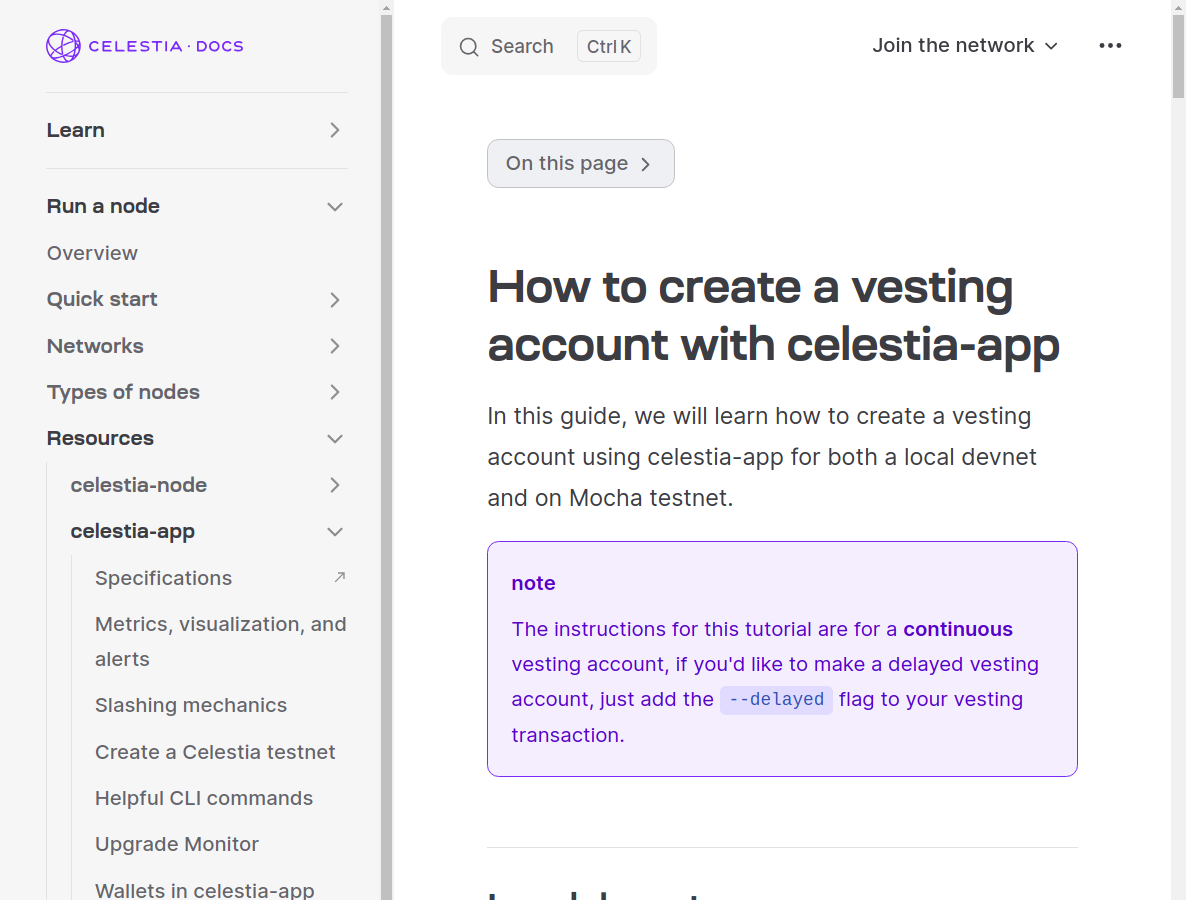 CELESTIA · DOCS
Learn
Run a node
Overview
Quick start
Networks
Types of nodes
Resources
celestia-node
celestia-app
Specifications
Metrics, visualization, and
alerts
Slashing mechanics
Create a Celestia testnet
Helpful CLI commands
Upgrade Monitor
Wallets in celestia-app
Search
Ctrl K
Join the network
On this page
How to create a vesting
account with celestia-app
In this guide, we will learn how to create a vesting
account using celestia-app for both a local devnet
and on Mocha testnet.
note
The instructions for this tutorial are for a continuous
vesting account, if you'd like to make a delayed vesting
account, just add the --delayed flag to your vesting
transaction.